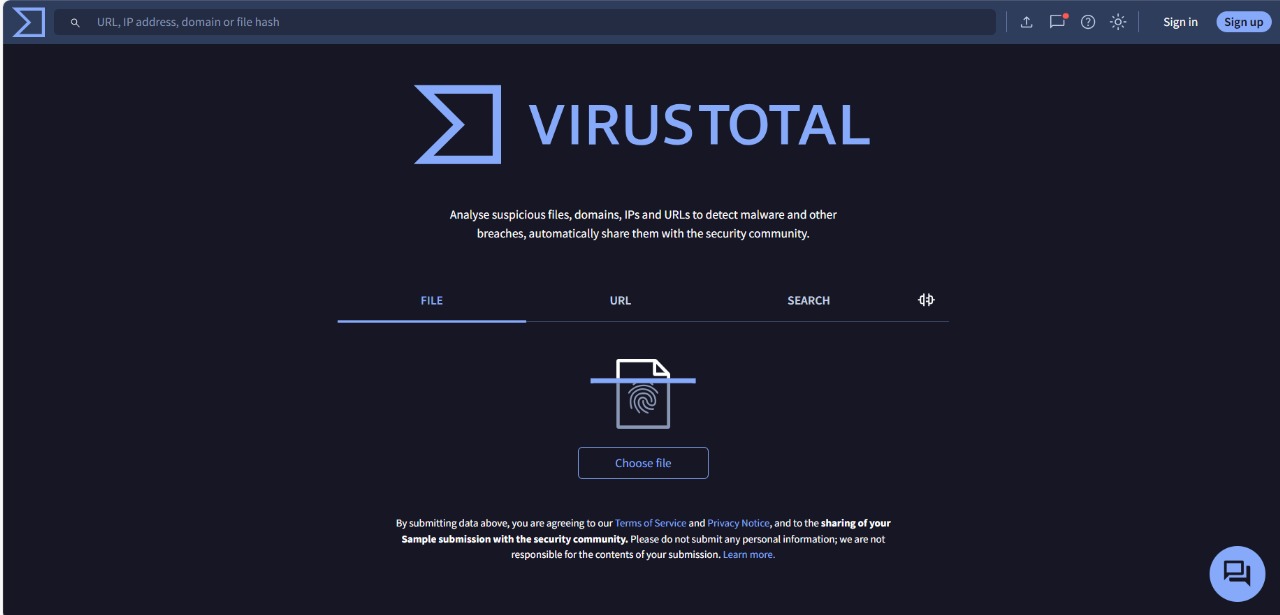 URL, IP address, domain or file hash
Sign in
Sign up
VIRUSTOTAL
Analyse suspicious files, domains, IPs and URLs to detect malware and other
breaches, automatically share them with the security community.
FILE
URL
SEARCH
Choose file
By submitting data above, you are agreeing to our Terms of Service and Privacy Notice, and to the sharing of your
Sample submission with the security community. Please do not submit any personal information; we are not
responsible for the contents of your submission. Learn more.